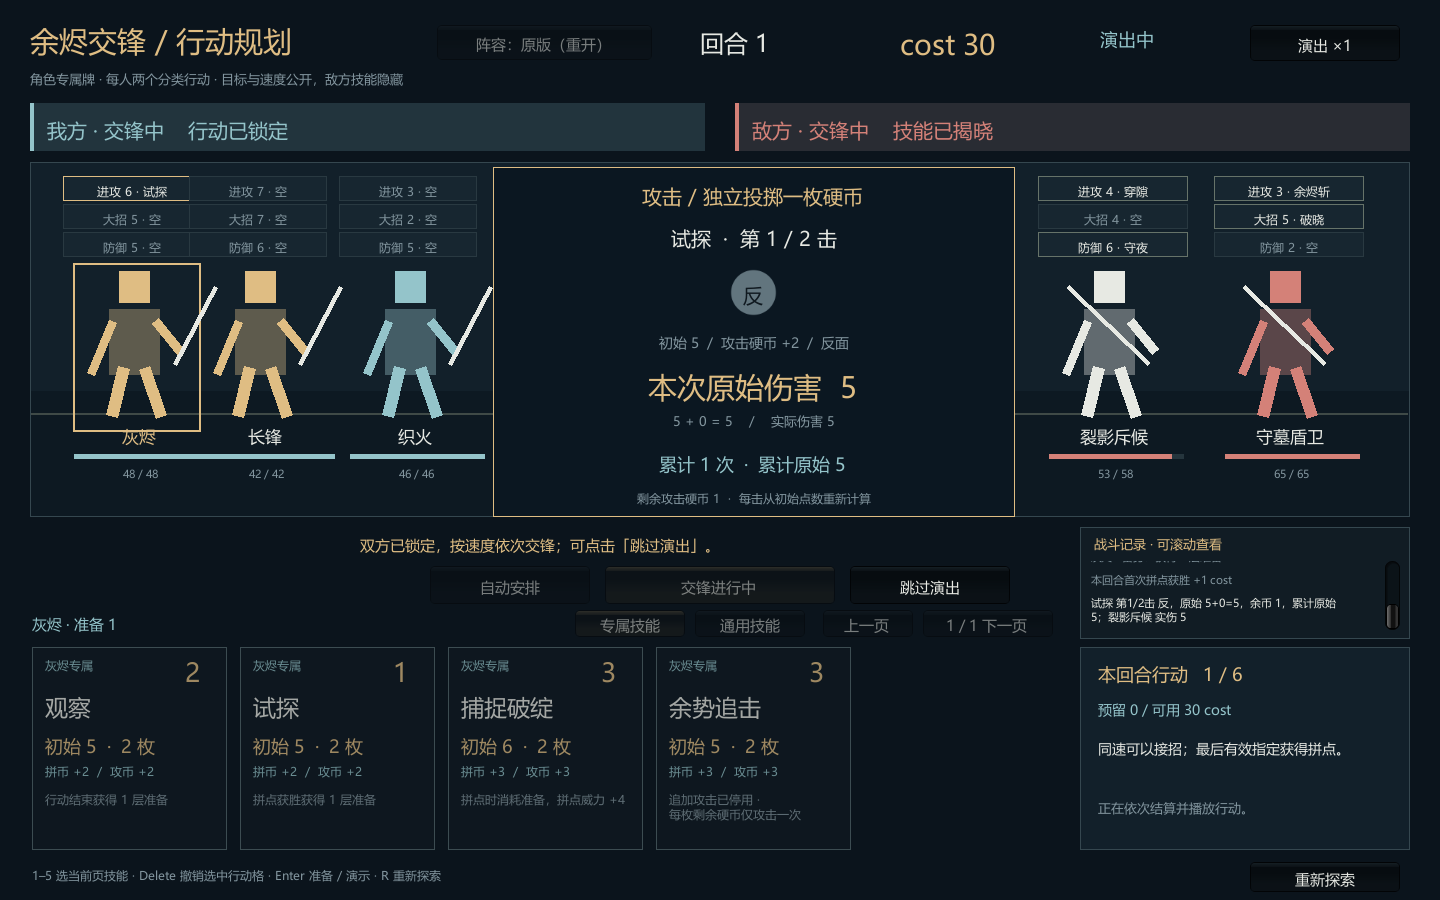 余烬交锋 / 行动规划
阵容：原版（重开）
回合 1
cost 30
演出中
演出 ×1
角色专属牌 · 每人两个分类行动 · 目标与速度公开，敌方技能隐藏
我方 · 交锋中 行动已锁定
敌方 · 交锋中 技能已揭晓
进攻 6 · 试探
进攻 7 · 空
进攻 3 · 空
大招 5 · 空
大招 7 · 空
大招 2 · 空
防御 5 · 空
防御 6 · 空
防御 5 · 空
攻击 / 独立投掷一枚硬币
试探 · 第 1 / 2 击
反
初始 5 / 攻击硬币 +2 / 反面
本次原始伤害 5
5 + 0 = 5 / 实际伤害 5
累计 1 次 · 累计原始 5
剩余攻击硬币 1 · 每击从初始点数重新计算
进攻 4 · 穿隙
进攻 3 · 余烬斩
大招 4 · 空
大招 5 · 破晓
防御 6 · 守夜
防御 2 · 空
灰烬
长锋
织火
裂影斥候
守墓盾卫
48 / 48
42 / 42
46 / 46
53 / 58
65 / 65
双方已锁定，按速度依次交锋；可点击「跳过演出」。
自动安排
交锋进行中
跳过演出
战斗记录 · 可滚动查看
本回合首次拼点获胜 +1 cost
试探 第1/2击 反，原始 5+0=5，余币 1，累计原始
5；裂影斥候 实伤 5
灰烬 · 准备 1
专属技能
通用技能
上一页
1 / 1 下一页
灰烬专属
2
观察
初始 5 · 2 枚
拼币 +2 / 攻币 +2
行动结束获得 1 层准备
灰烬专属
1
试探
初始 5 · 2 枚
拼币 +2 / 攻币 +2
拼点获胜获得 1 层准备
灰烬专属
3
捕捉破绽
初始 6 · 2 枚
拼币 +3 / 攻币 +3
拼点时消耗准备，拼点威力 +4
灰烬专属
3
余势追击
初始 5 · 2 枚
拼币 +3 / 攻币 +3
追加攻击已停用 ·
每枚剩余硬币仅攻击一次
本回合行动 1 / 6
预留 0 / 可用 30 cost
同速可以接招；最后有效指定获得拼点。
正在依次结算并播放行动。
1–5 选当前页技能 · Delete 撤销选中行动格 · Enter 准备 / 演示 · R 重新探索
重新探索